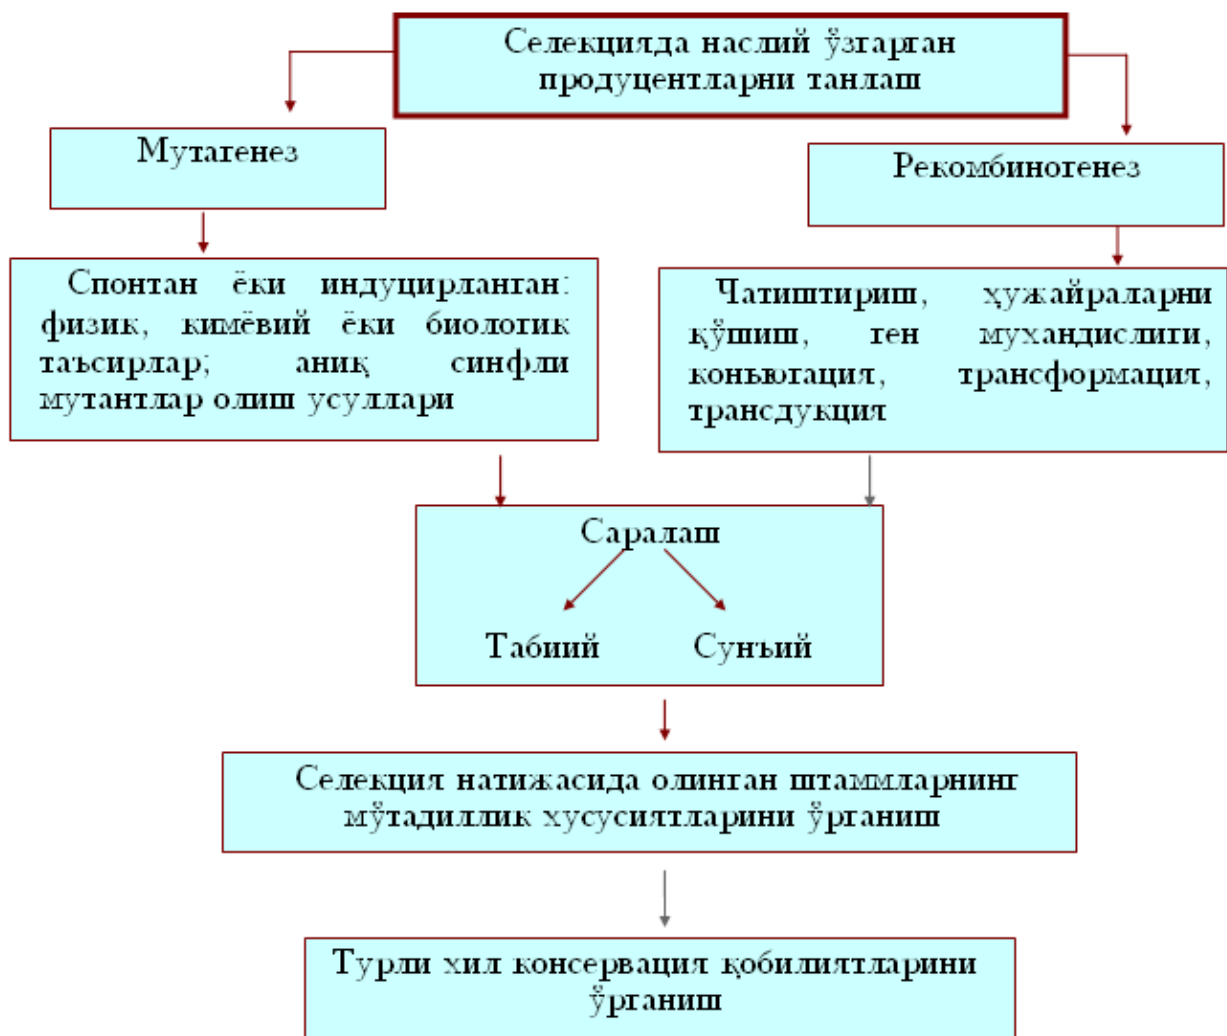 Селекцияда наслий ўзгарган
продуцентларни танлаш
Мутагенез
Рекомбиногенез
Спонтан ёки индуцирланган:
физик, кимёвий ёки биологик
таъсирлар; аниқ синфли
мутантлар олиш усуллари
Чатиштириш, ҳужайраларни
қўшиш, ген мухандислиги,
конъюгация, трансформация,
трансдукция
Саралаш
Табиий Сунъий
Селекция натижасида олинган штаммларнинг
мўтадиллик хусусиятларини ўрганиш
Турли хил консервация қобилиятларини
ўрганиш